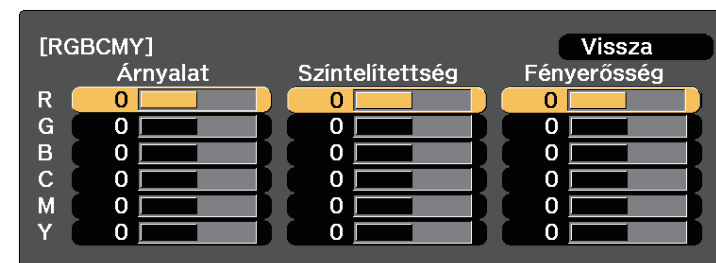 [RGBCMY] Vissza
Árnyalat Színtelítettség Fényerősség
R 0 0 0
G 0 0 0
B 0 0 0
C 0 0 0
M 0 0 0
Y 0 0 0